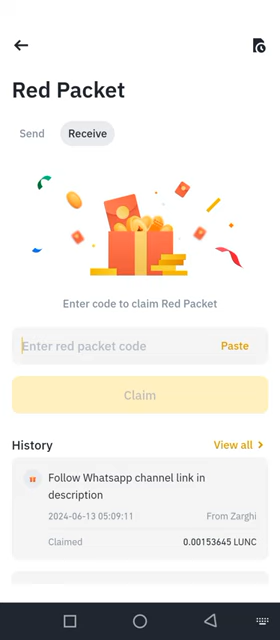 Red Packet
Send Receive
Enter code to claim Red Packet
Enter red packet code Paste
Claim
History View all
Follow Whatsapp channel link in
description
2024-06-13 05:09:11 From Zarghi
Claimed 0.00153645 LUNC